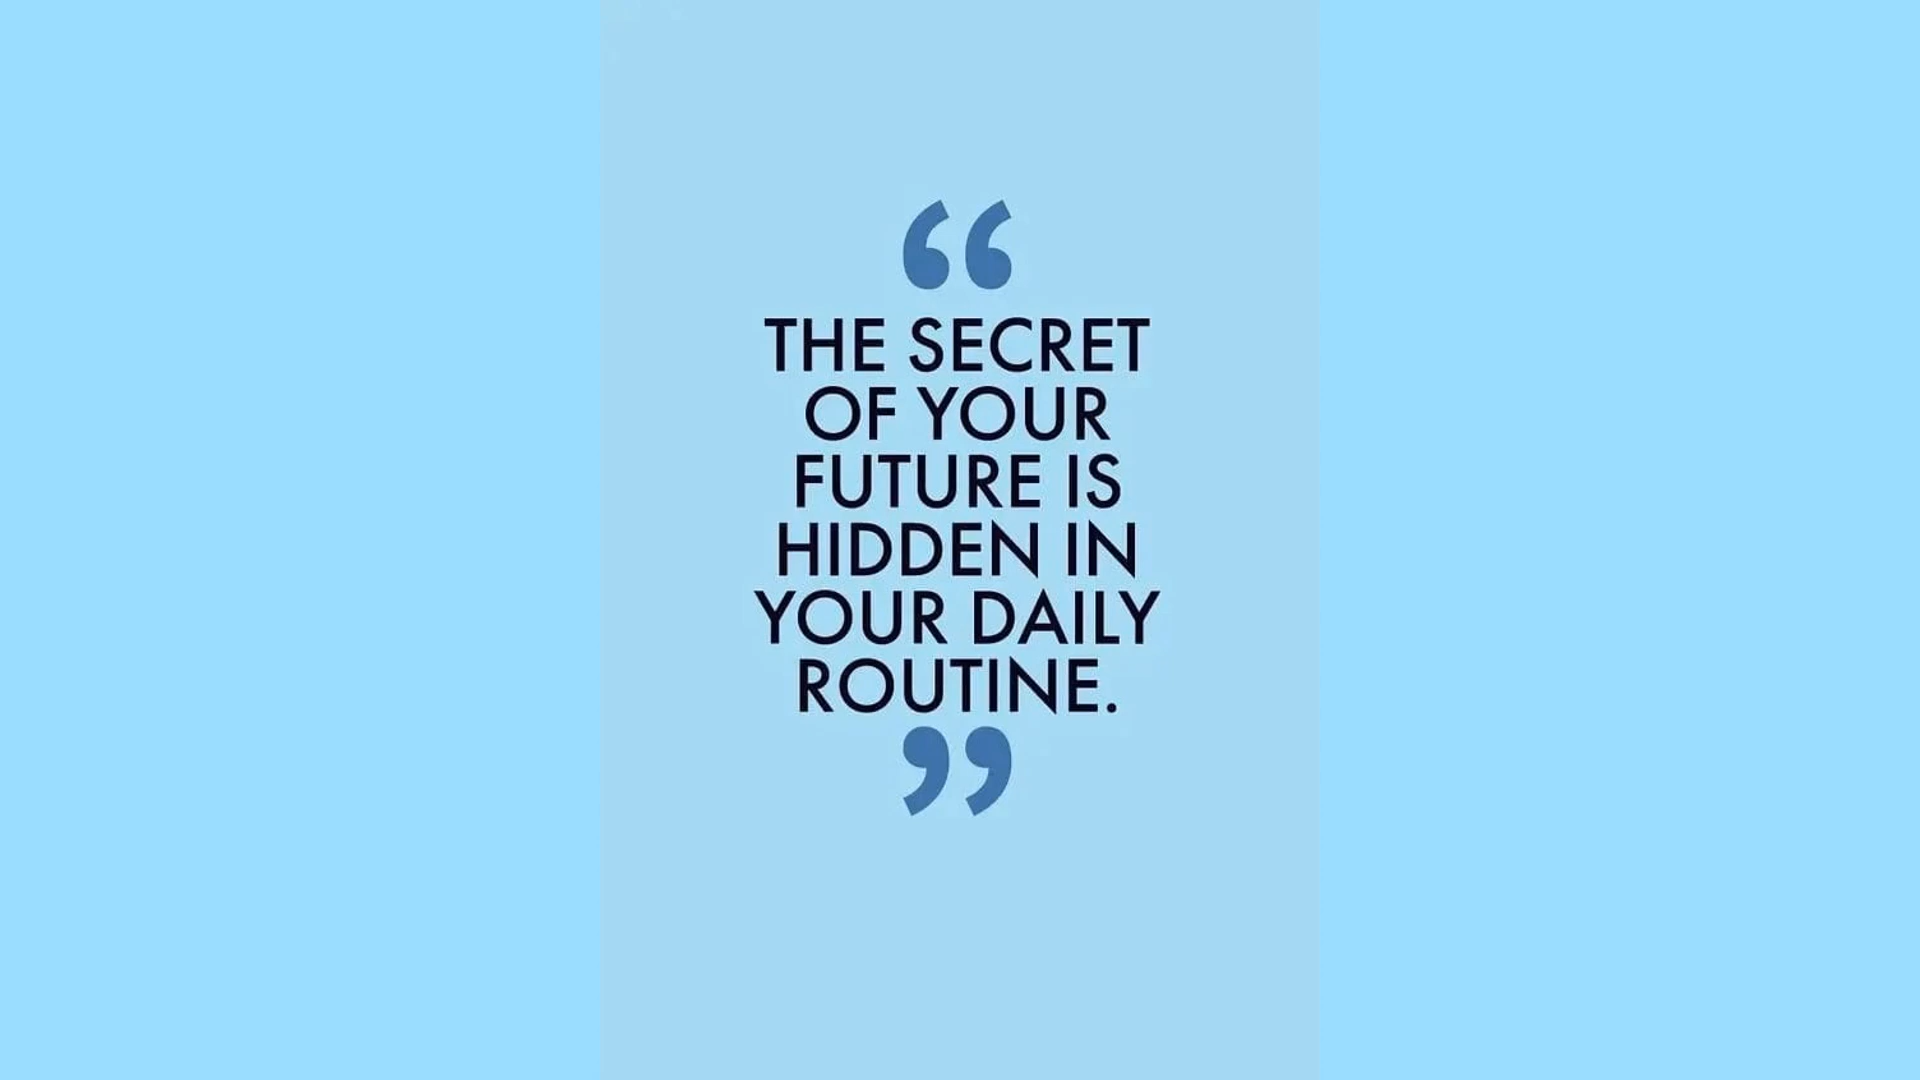 “
THE SECRET
OF YOUR
FUTURE IS
HIDDEN IN
YOUR DAILY
ROUTINE.
”